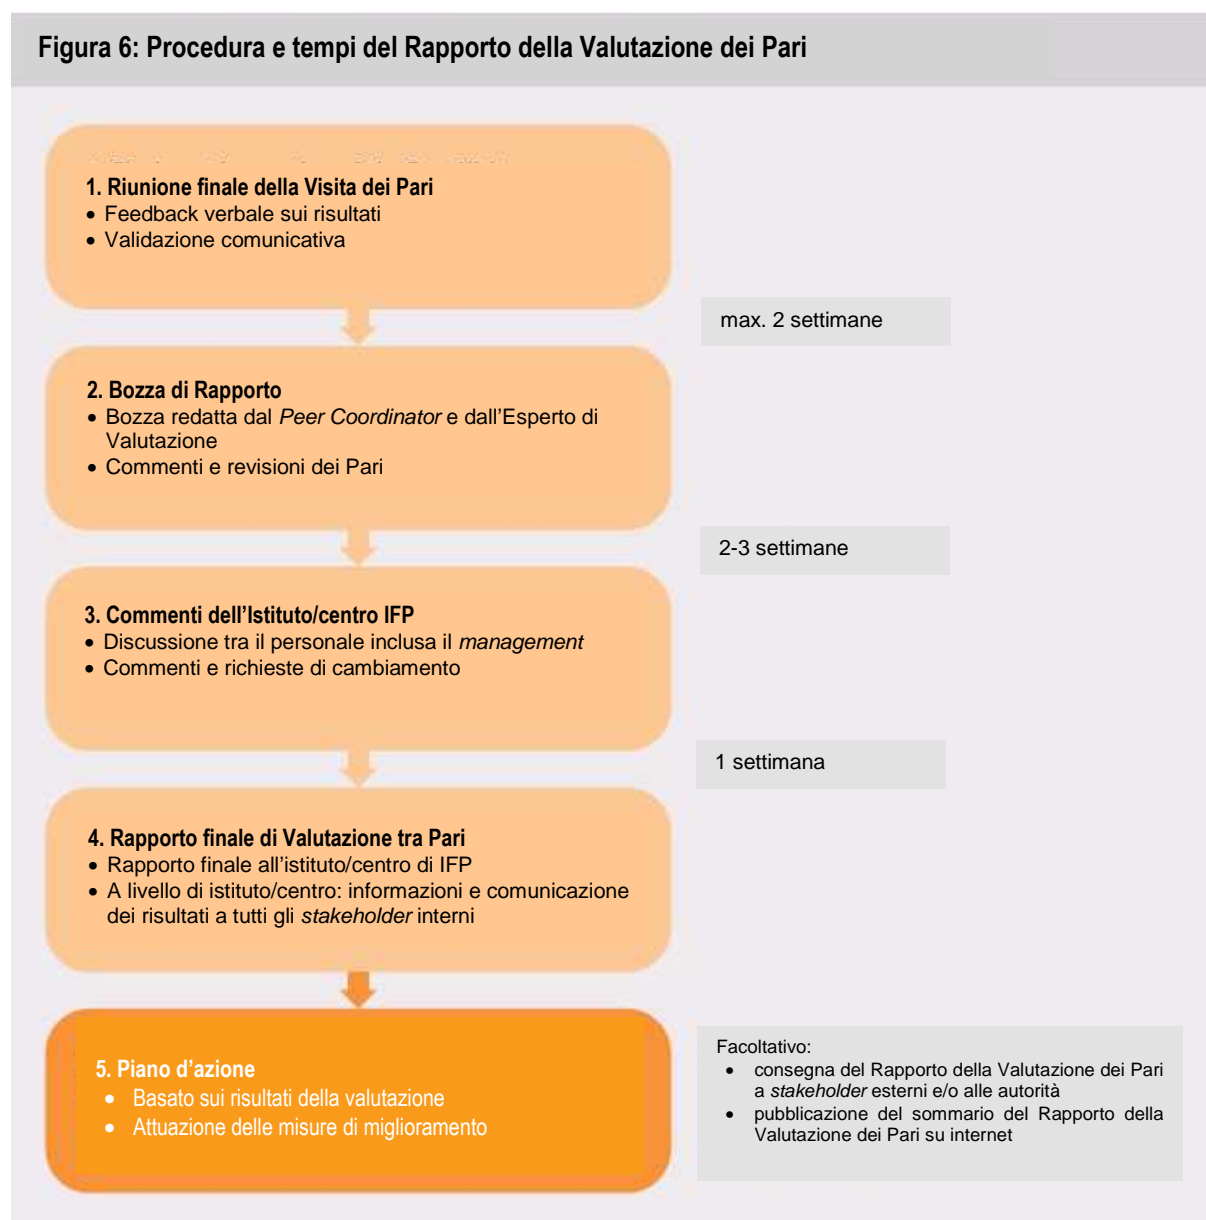 Figura 6: Procedura e tempi del Rapporto della Valutazione dei Pari
1. Riunione finale della Visita dei Pari
• Feedback verbale sui risultati
• Validazione comunicativa
max. 2 settimane
2. Bozza di Rapporto
• Bozza redatta dal Peer Coordinator e dall’Esperto di
Valutazione
• Commenti e revisioni dei Pari
2-3 settimane
3. Commenti dell’Istituto/centro IFP
• Discussione tra il personale inclusa il management
• Commenti e richieste di cambiamento
1 settimana
4. Rapporto finale di Valutazione tra Pari
• Rapporto finale all’istituto/centro di IFP
• A livello di istituto/centro: informazioni e comunicazione
dei risultati a tutti gli stakeholder interni
5. Piano d’azione
• Basato sui risultati della valutazione
• Attuazione delle misure di miglioramento
Facoltativo:
• consegna del Rapporto della Valutazione dei Pari
a stakeholder esterni e/o alle autorità
• pubblicazione del sommario del Rapporto della
Valutazione dei Pari su internet